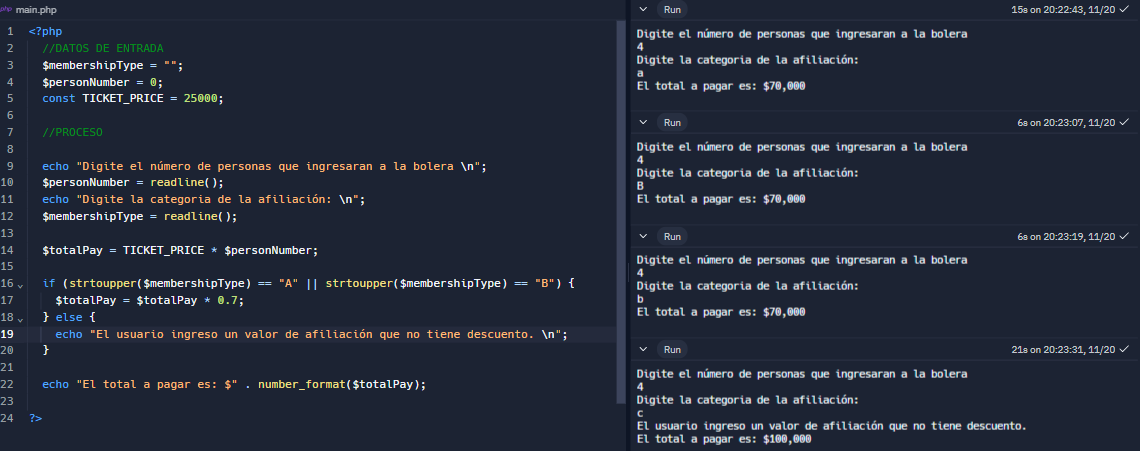 php main.php
1 <?php
2 //DATOS DE ENTRADA
3 $membershipType = "";
4 $personNumber = 0;
5 const TICKET_PRICE = 25000;
6
7 //PROCESO
8
9 echo "Digite el número de personas que ingresaran a la bolera \n";
10 $personNumber = readline();
11 echo "Digite la categoria de la afiliación: \n";
12 $membershipType = readline();
13
14 $totalPay = TICKET_PRICE * $personNumber;
15
16 if (strtoupper($membershipType) == "A" || strtoupper($membershipType) == "B") {
17 $totalPay = $totalPay * 0.7;
18 } else {
19 echo "El usuario ingreso un valor de afiliación que no tiene descuento. \n";
20 }
21
22 echo "El total a pagar es: $" . number_format($totalPay);
23
24 ?>
Run 15s on 20:22:43, 11/20
Digite el número de personas que ingresaran a la bolera
4
Digite la categoria de la afiliación:
a
El total a pagar es: $70,000
Run 6s on 20:23:07, 11/20
Digite el número de personas que ingresaran a la bolera
4
Digite la categoria de la afiliación:
B
El total a pagar es: $70,000
Run 6s on 20:23:19, 11/20
Digite el número de personas que ingresaran a la bolera
4
Digite la categoria de la afiliación:
b
El total a pagar es: $70,000
Run 21s on 20:23:31, 11/20
Digite el número de personas que ingresaran a la bolera
4
Digite la categoria de la afiliación:
c
El usuario ingreso un valor de afiliación que no tiene descuento.
El total a pagar es: $100,000